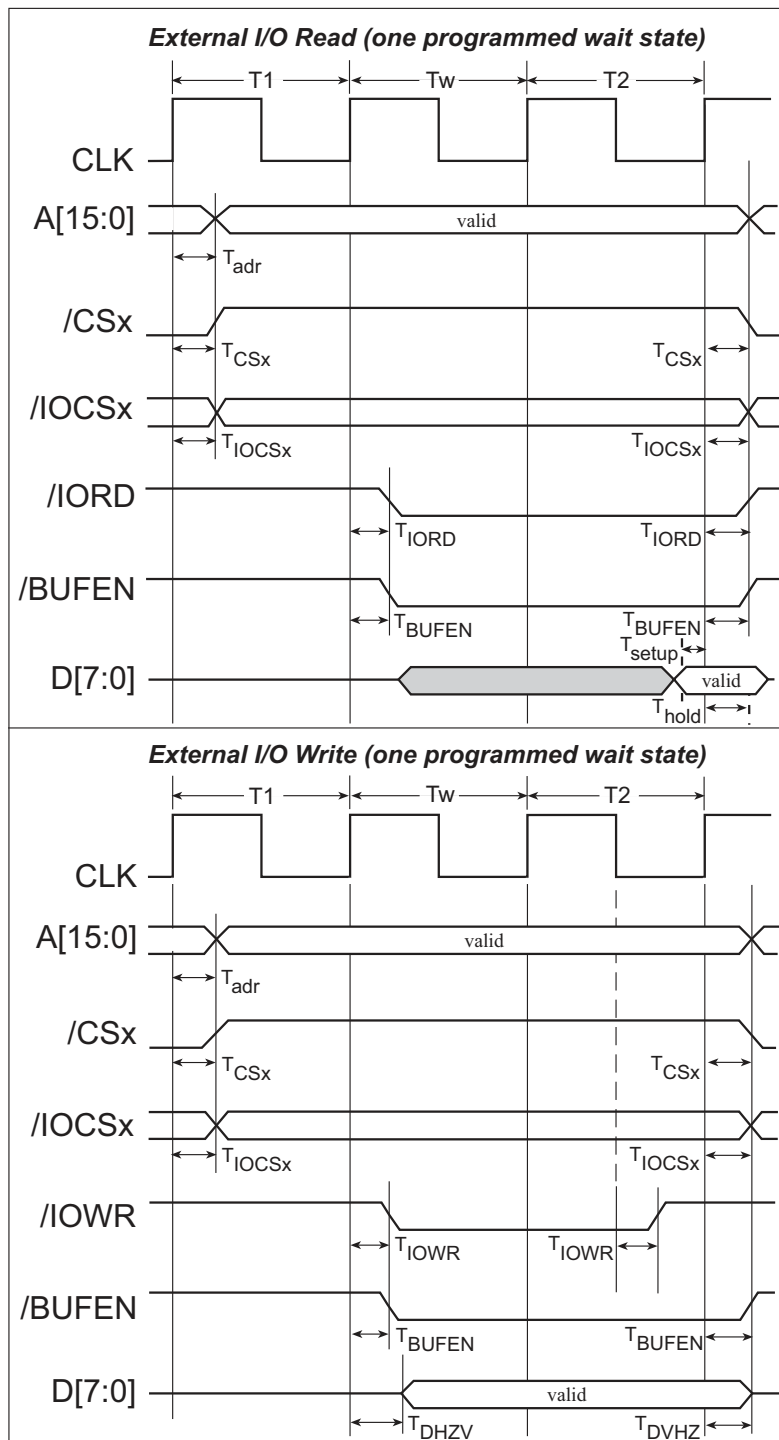 External I/O Read (one programmed wait state)
T1 Tw T2
CLK
A[15:0] valid
Tadr
/CSx
TCSx TCSx
/IOCSx
TIOCSx TIOCSx
/IORD
TIORD TIORD
/BUFEN
TBUFEN TBUFEN
Tsetup
D[7:0] valid
Thold
External I/O Write (one programmed wait state)
T1 Tw T2
CLK
A[15:0] valid
Tadr
/CSx
TCSx TCSx
/IOCSx
TIOCSx TIOCSx
/IOWR
TIOWR TIOWR
/BUFEN
TBUFEN TBUFEN
D[7:0] valid
TDHZV TDVHZ